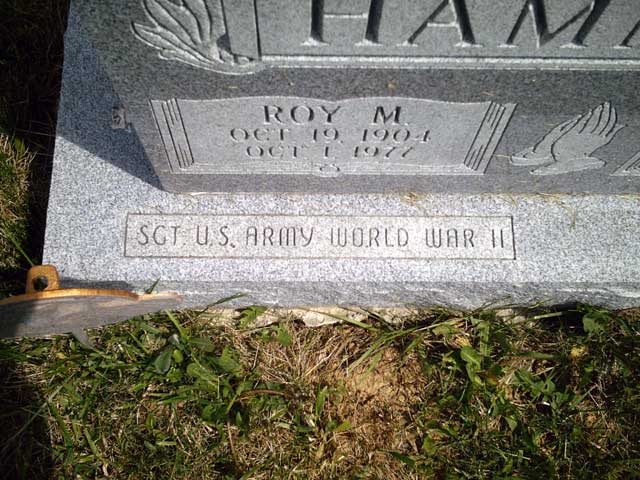 HAM
ROY M.
OCT 19, 1904
OCT 1, 1977
SGT U.S. ARMY WORLD WAR II